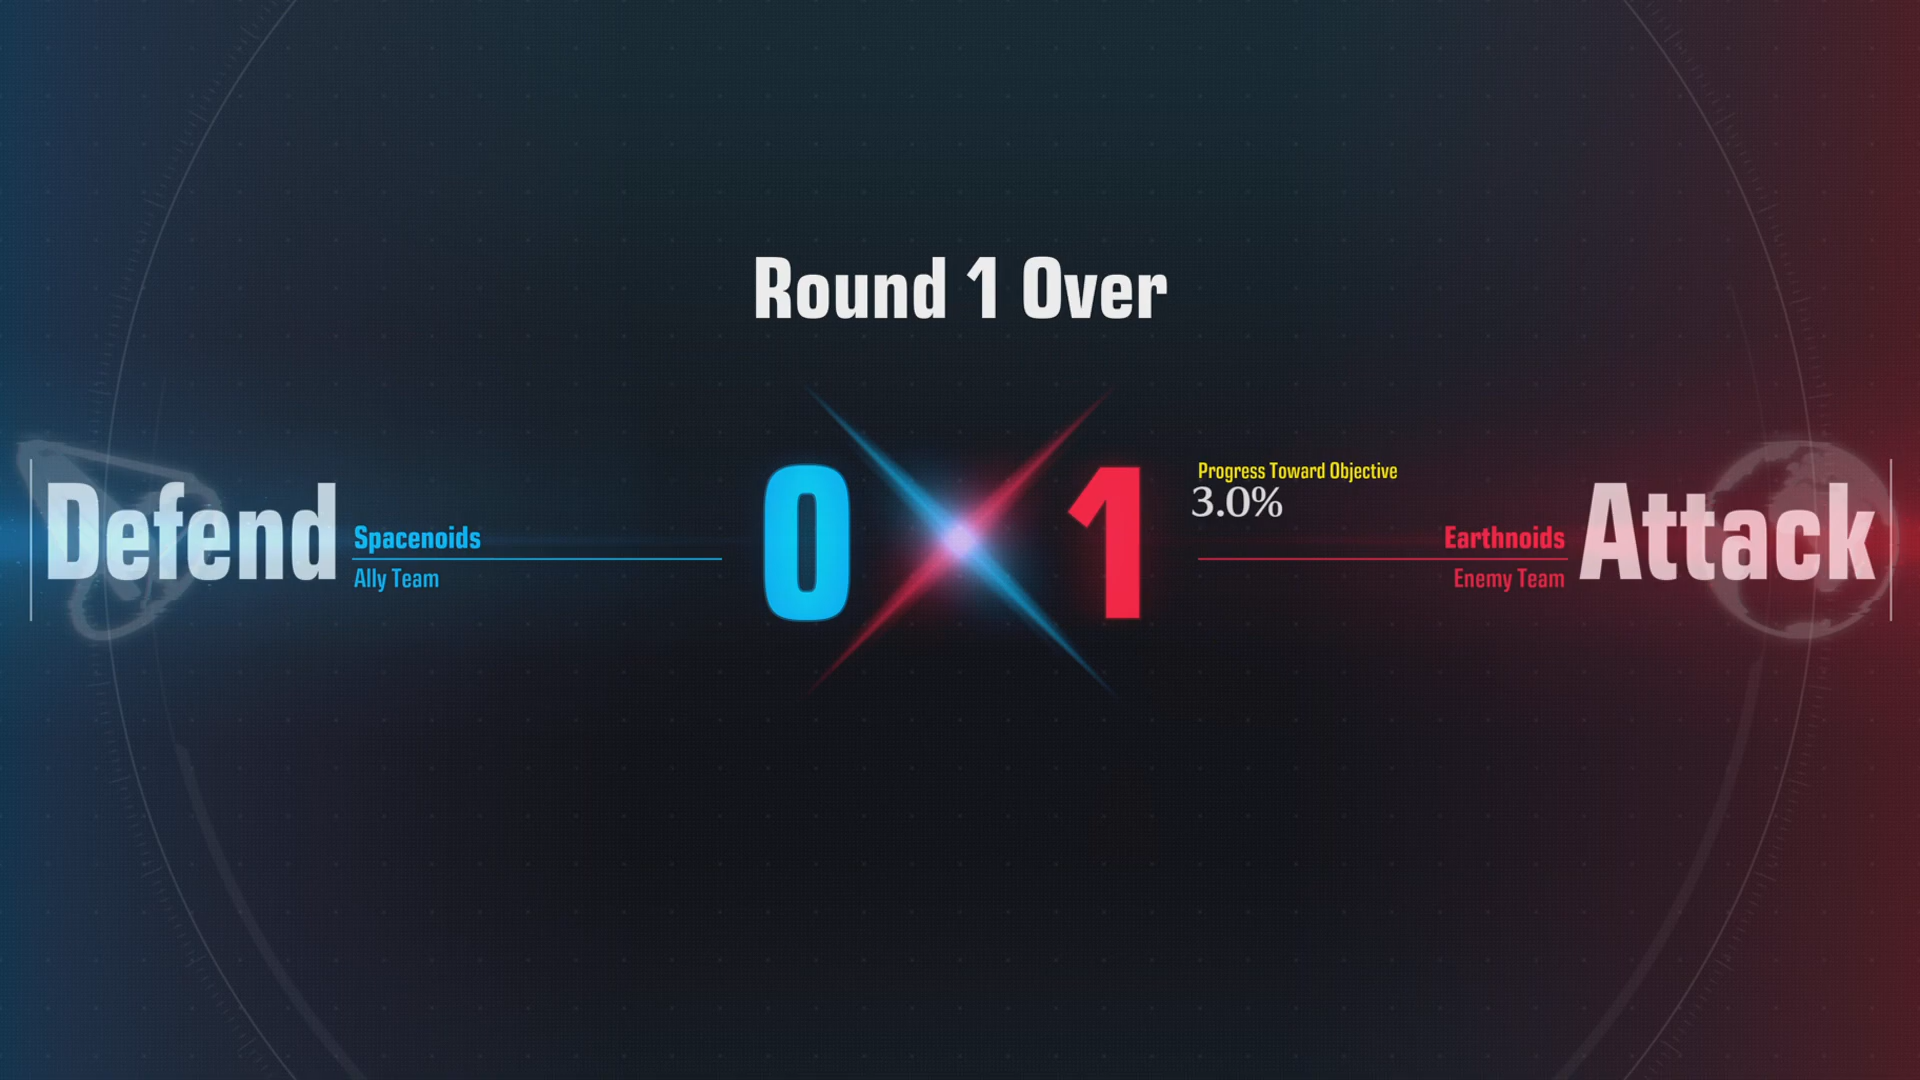 Round 1 Over
Defend
Spacenoids
Ally Team
0
1
Progress Toward Objective
3.0%
Earthnoids
Enemy Team
Attack